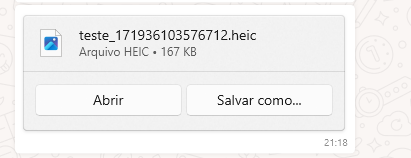 teste_171936103576712.heic
Arquivo HEIC • 167 KB
Abrir
Salvar como...
21:18